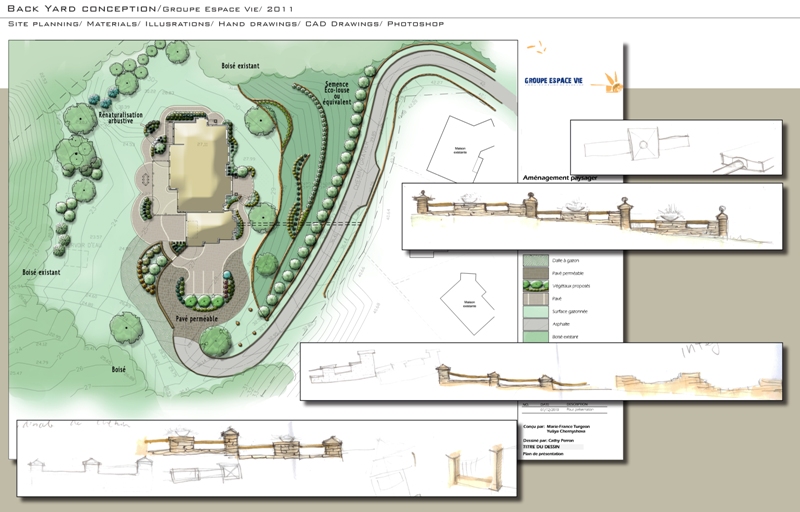 Back Yard conception/Groupe Espace Vie/ 2011
Site planning/ Materials/ Illusrations/ Hand drawings/ CAD Drawings/ Photoshop
Boisé existant
Semence
Éco-louse
ou
équivalent
GROUPE ESPACE VIE
Rénaturalisation
arbustive
Maison
existante
Aménagement paysager
Boisé existant
Dalle à gazon
Pavé perméable
Végétaux proposés
Pavé
Surface gazonnée
Asphalte
Boisé existant
Maison
existante
Pavé perméable
Boisé
Conçu par: Marie-France Turgeon
Yuliya Chernyshova
Dessiné par: Cathy Perron
TITRE DU DESSIN
Plan de présentation